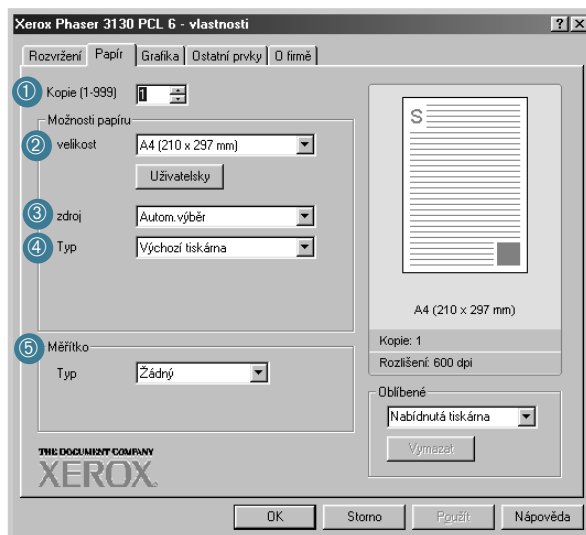 Xerox Phaser 3130 PCL 6 - vlastnosti
Rozvržení Papír Grafika Ostatní prvky O firmě
① Kopie (1-999) 1
Možnosti papíru
② velikost A4 (210 x 297 mm)
Uživatelsky
③ zdroj Autom.výběr
④ Typ Výchozí tiskárna
S
A4 (210 x 297 mm)
Kopie: 1
Rozlišení: 600 dpi
⑤ Měřítko
Typ Žádný
Oblíbené
Nabídnutá tiskárna
Vymazat
THE DOCUMENT COMPANY
XEROX
OK Storno Použít Nápověda